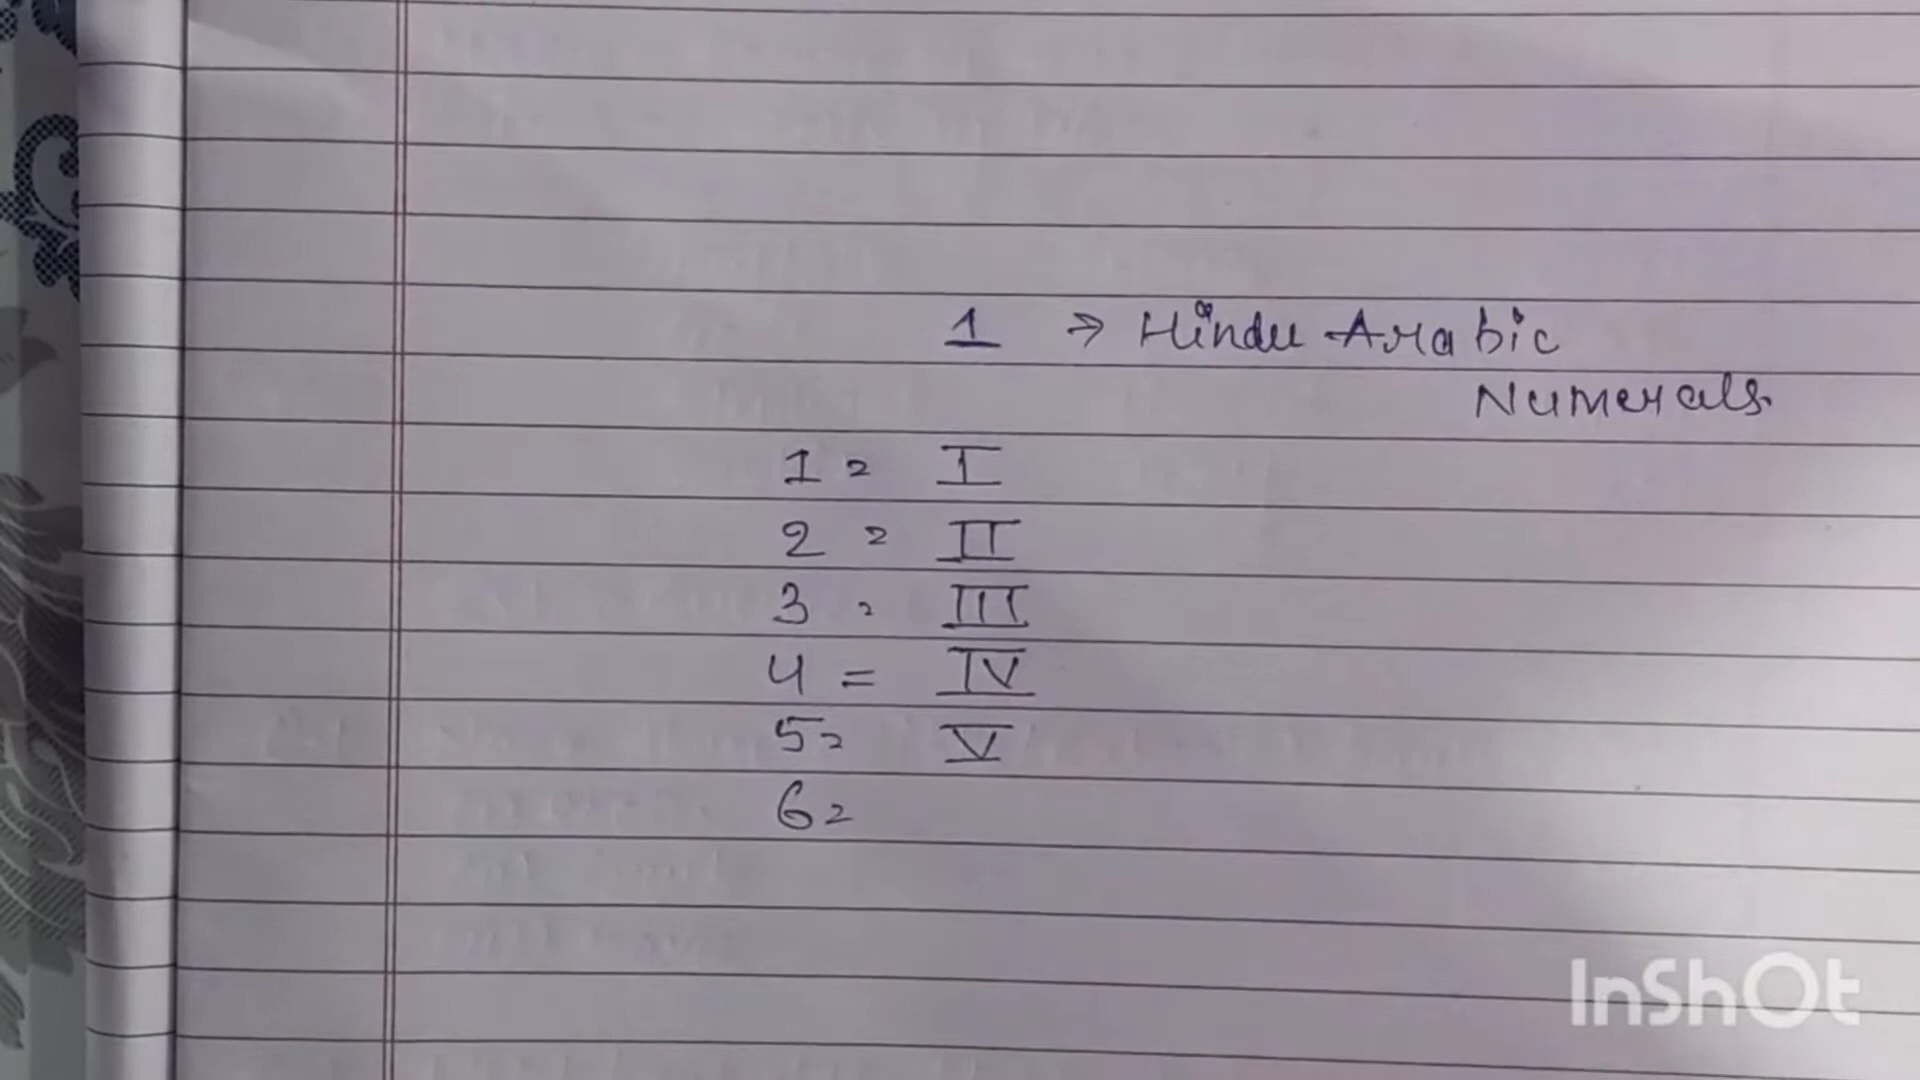 1 → Hindu Arabic
Numerals.
1 = I
2 = II
3 = III
4 = IV
5 = V
6 =
InShOt